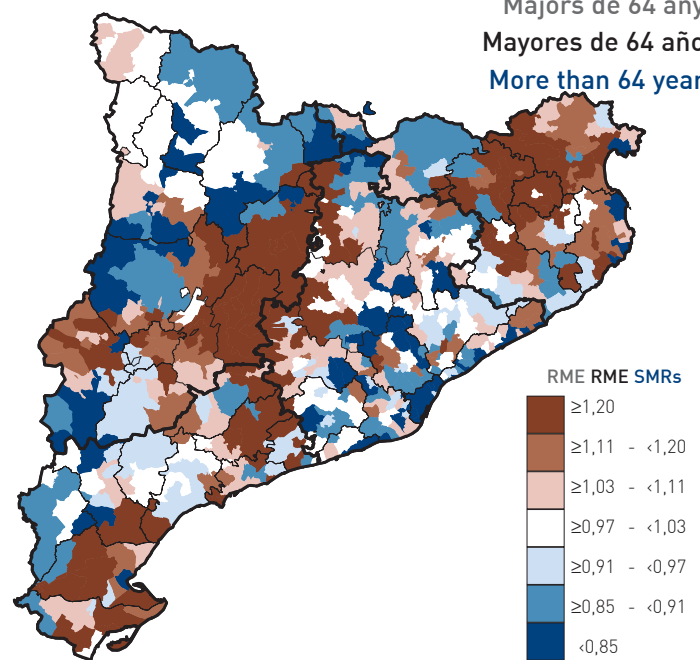 Majors de 64 any
Mayores de 64 año
More than 64 year
RME RME SMRs
≥1,20
≥1,11 - <1,20
≥1,03 - <1,11
≥0,97 - <1,03
≥0,91 - <0,97
≥0,85 - <0,91
<0,85